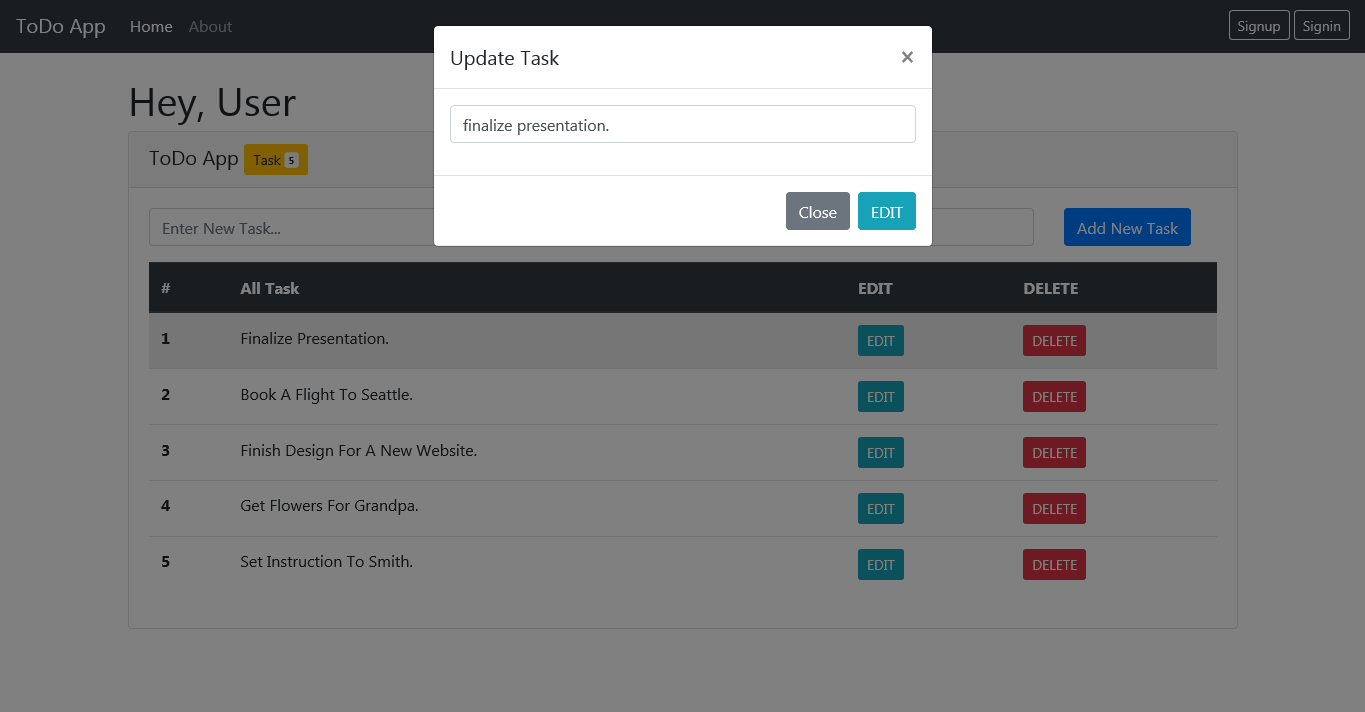 ToDo App Home About Signup Signin
Update Task ×
Hey, User
finalize presentation.
ToDo App Task 5
Close EDIT
Enter New Task... Add New Task
# All Task EDIT DELETE
1 Finalize Presentation. EDIT DELETE
2 Book A Flight To Seattle. EDIT DELETE
3 Finish Design For A New Website. EDIT DELETE
4 Get Flowers For Grandpa. EDIT DELETE
5 Set Instruction To Smith. EDIT DELETE